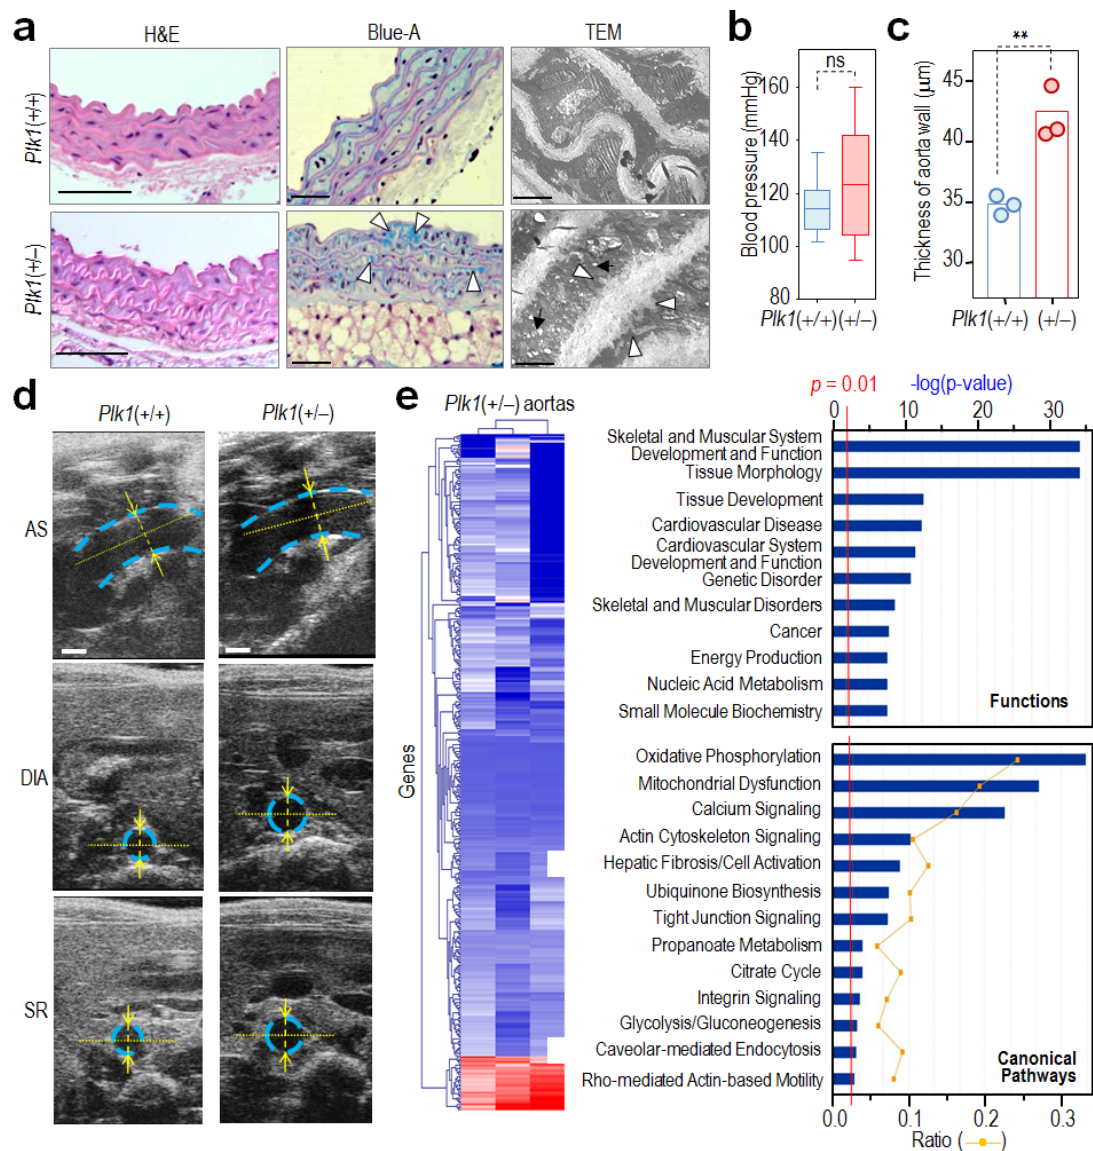 a
H&E
Blue-A
TEM
Plk1(+/+)
Plk1(+/–)
b
ns
Blood pressure (mmHg)
160
140
120
100
80
Plk1(+/+)(+/–)
c
**
Thickness of aorta wall (µm)
45
40
35
30
Plk1(+/+) (+/–)
d
Plk1(+/+)
Plk1(+/–)
AS
DIA
SR
e
Plk1(+/–) aortas
Genes
p = 0.01
-log(p-value)
0 10 20 30
Skeletal and Muscular System
Development and Function
Tissue Morphology
Tissue Development
Cardiovascular Disease
Cardiovascular System
Development and Function
Genetic Disorder
Skeletal and Muscular Disorders
Cancer
Energy Production
Nucleic Acid Metabolism
Small Molecule Biochemistry
Functions
Oxidative Phosphorylation
Mitochondrial Dysfunction
Calcium Signaling
Actin Cytoskeleton Signaling
Hepatic Fibrosis/Cell Activation
Ubiquinone Biosynthesis
Tight Junction Signaling
Propanoate Metabolism
Citrate Cycle
Integrin Signaling
Glycolysis/Gluconeogenesis
Caveolar-mediated Endocytosis
Rho-mediated Actin-based Motility
Canonical
Pathways
0 0.1 0.2 0.3
Ratio ( )